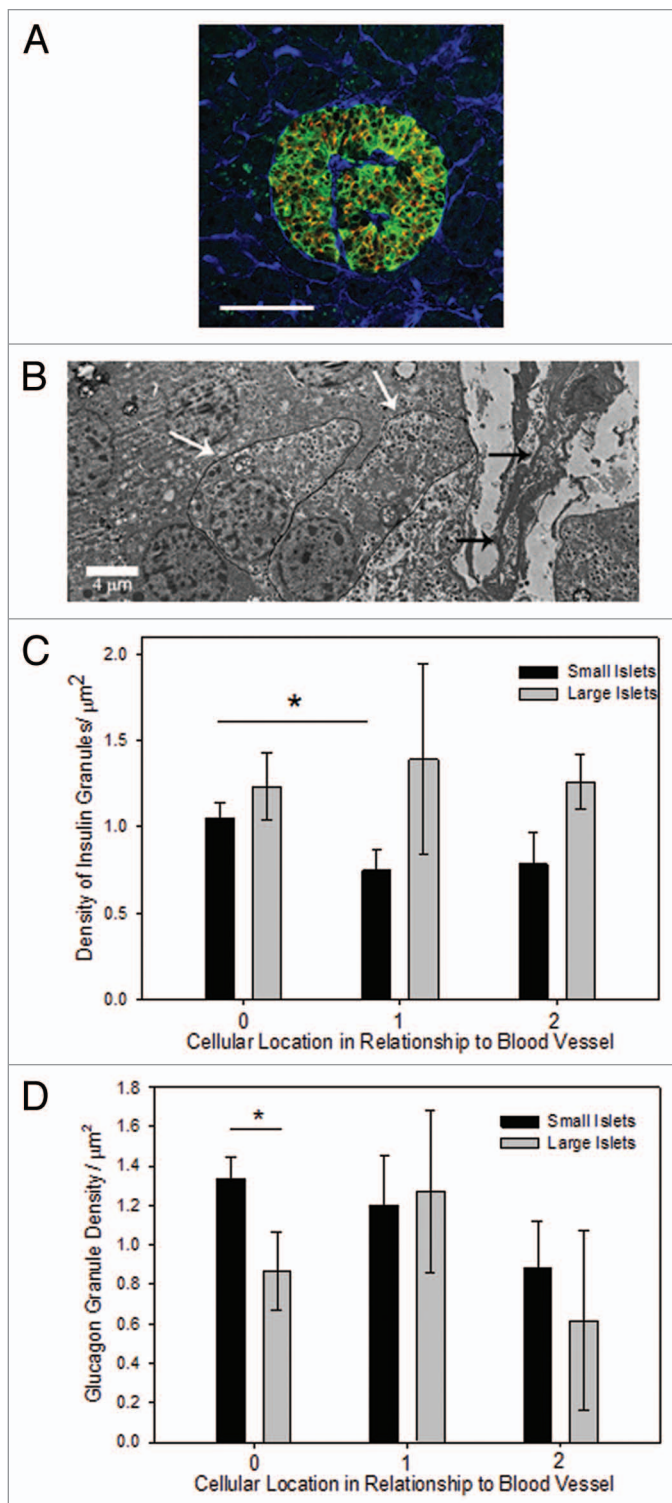 A
B
4 μm
C
Density of Insulin Granules/ μm²
2.0
1.5
1.0
0.5
0.0
*
Small Islets
Large Islets
0 1 2
Cellular Location in Relationship to Blood Vessel
D
Glucagon Granule Density / μm²
1.8
1.6
1.4
1.2
1.0
0.8
0.6
0.4
0.2
0.0
*
Small Islets
Large Islets
0 1 2
Cellular Location in Relationship to Blood Vessel